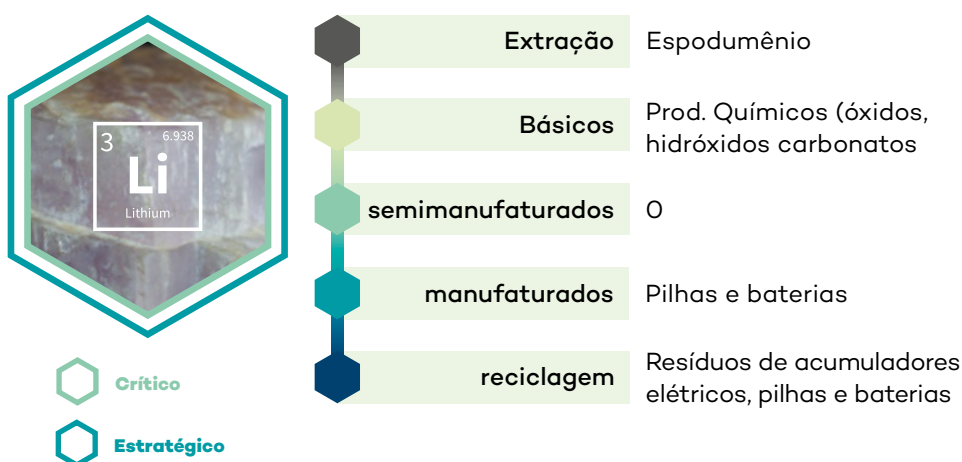 3
6.938
Li
Lithium
Crítico
Estratégico
Extração
Espodumênio
Básicos
Prod. Químicos (óxidos,
hidróxidos carbonatos
semimanufaturados
0
manufaturados
Pilhas e baterias
reciclagem
Resíduos de acumuladores
elétricos, pilhas e baterias